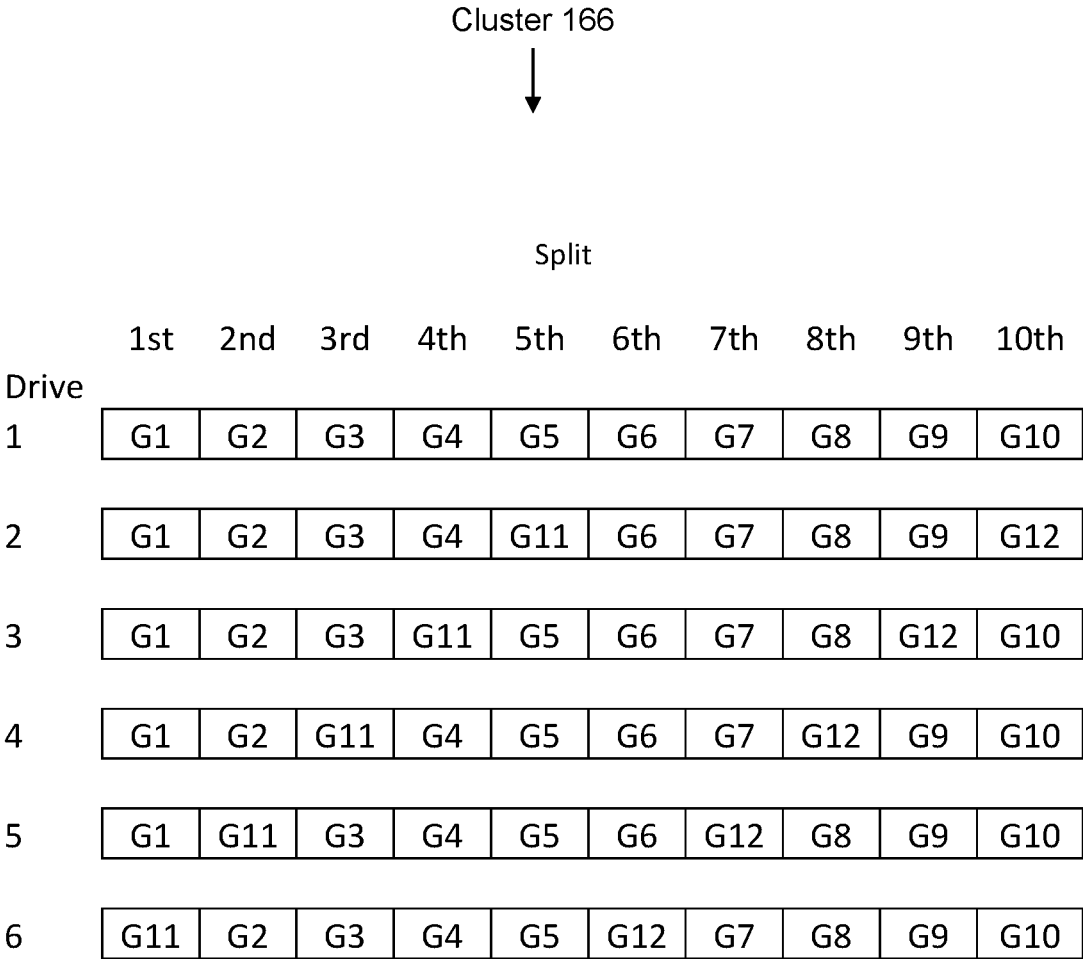 Cluster 166
Split
1st 2nd 3rd 4th 5th 6th 7th 8th 9th 10th
Drive
1 G1 G2 G3 G4 G5 G6 G7 G8 G9 G10
2 G1 G2 G3 G4 G11 G6 G7 G8 G9 G12
3 G1 G2 G3 G11 G5 G6 G7 G8 G12 G10
4 G1 G2 G11 G4 G5 G6 G7 G12 G9 G10
5 G1 G11 G3 G4 G5 G6 G12 G8 G9 G10
6 G11 G2 G3 G4 G5 G12 G7 G8 G9 G10